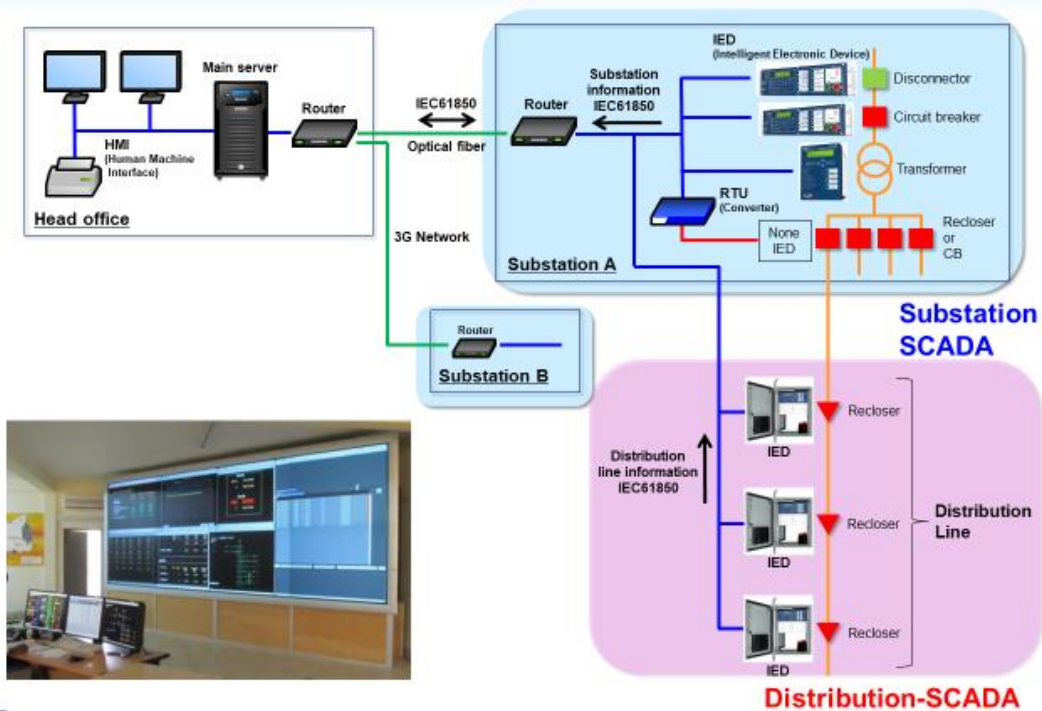 Main server
Router
HMI
(Human Machine
Interface)
Head office
IEC61850
Optical fiber
3G Network
Router
Substation
information
IEC61850
IED
(Intelligent Electronic Device)
Disconnector
Circuit breaker
Transformer
RTU
(Converter)
None
IED
Recloser
or
CB
Substation A
Router
Substation B
Substation
SCADA
Distribution
line information
IEC61850
IED
Recloser
IED
Recloser
IED
Recloser
Distribution
Line
Distribution-SCADA